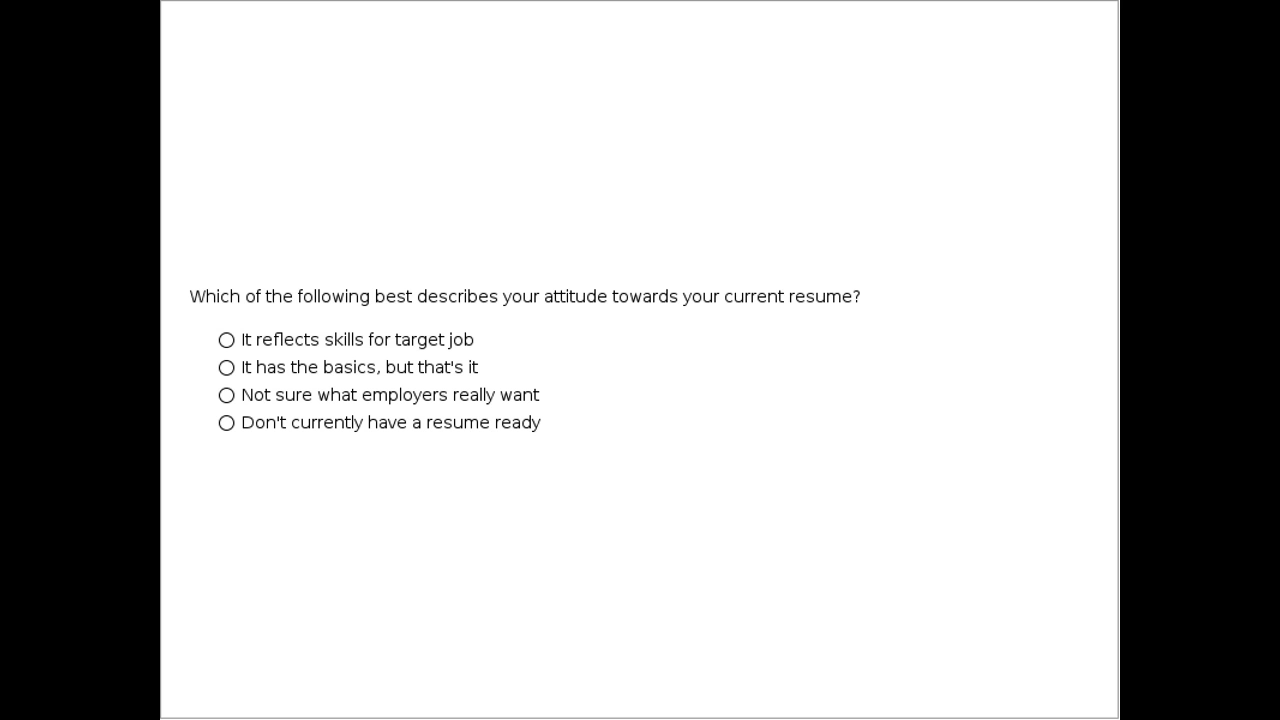 Which of the following best describes your attitude towards your current resume?
It reflects skills for target job
It has the basics, but that's it
Not sure what employers really want
Don't currently have a resume ready